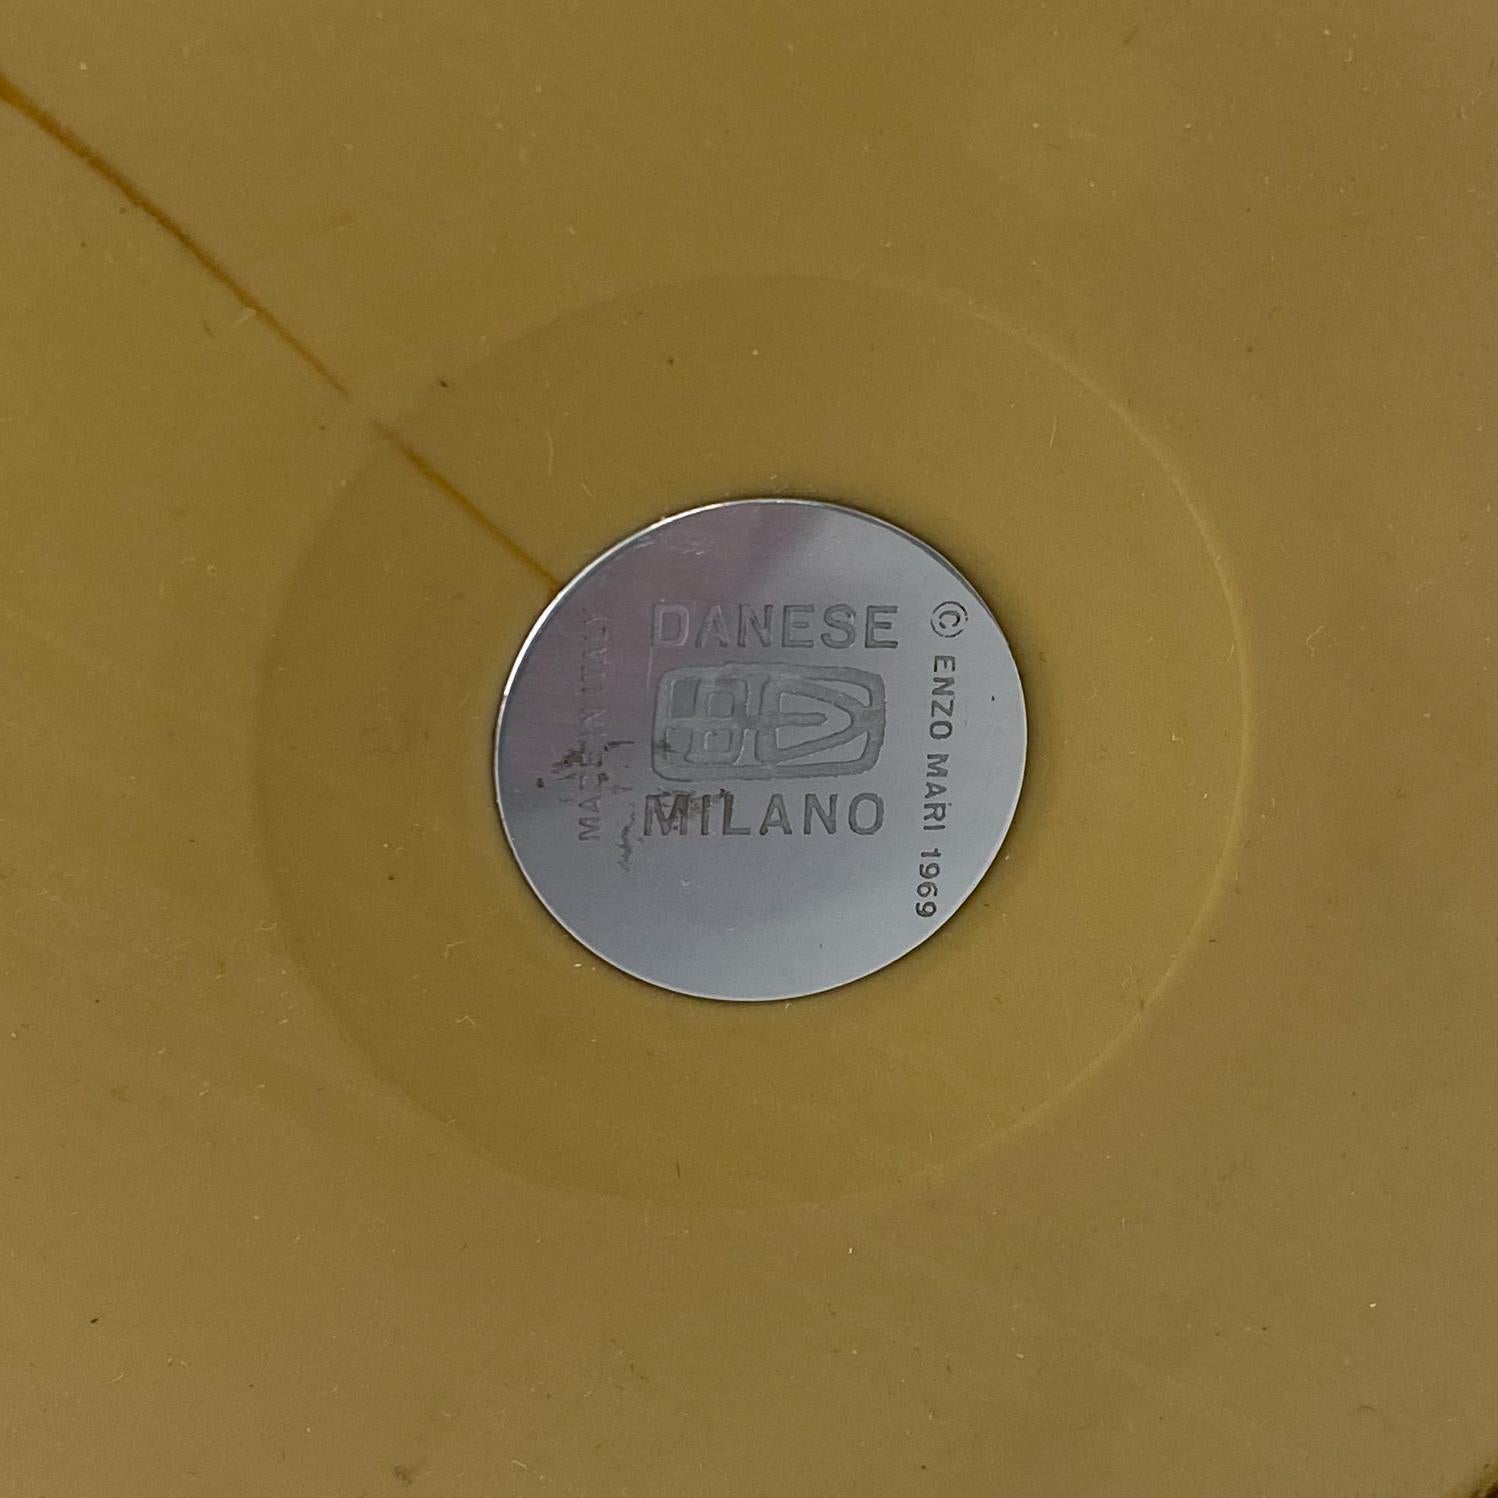 DANESE
MILANO
MADE IN ITALY
© ENZO MARI 1969